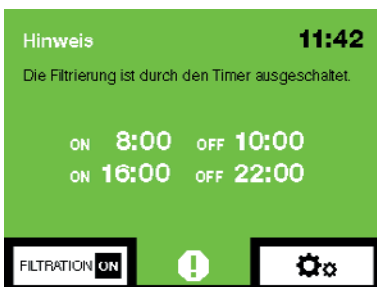 Hinweis 11:42
Die Filtrierung ist durch den Timer ausgeschaltet.
ON 8:00 OFF 10:00
ON 16:00 OFF 22:00
FILTRATION ON